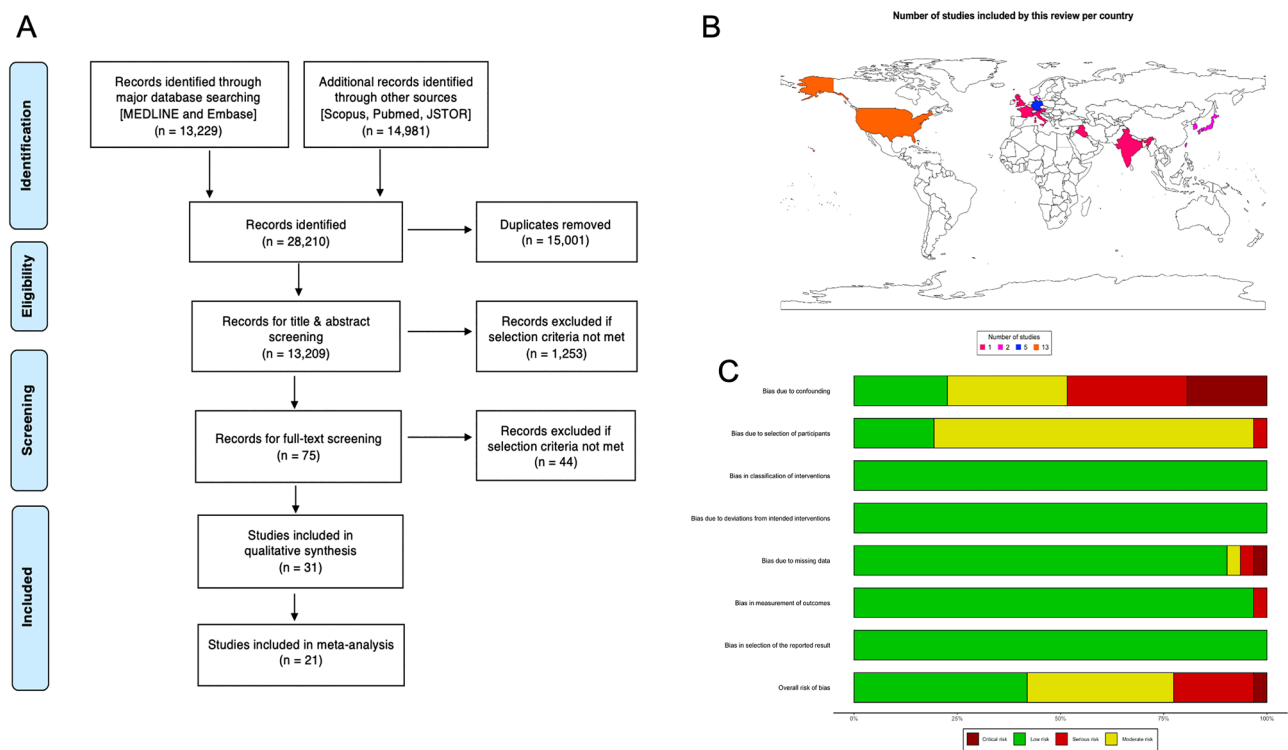 A
Identification
Eligibility
Screening
Included
Records identified through
major database searching
[MEDLINE and Embase]
(n = 13,229)
Additional records identified
through other sources
[Scopus, Pubmed, JSTOR]
(n = 14,981)
Records identified
(n = 28,210)
Duplicates removed
(n = 15,001)
Records for title & abstract
screening
(n = 13,209)
Records excluded if
selection criteria not met
(n = 1,253)
Records for full-text screening
(n = 75)
Records excluded if
selection criteria not met
(n = 44)
Studies included in
qualitative synthesis
(n = 31)
Studies included in meta-analysis
(n = 21)
B
Number of studies included by this review per country
Number of studies
1 2 5 13
C
Bias due to confounding
Bias due to selection of participants
Bias in classification of interventions
Bias due to deviations from intended interventions
Bias due to missing data
Bias in measurement of outcomes
Bias in selection of the reported result
Overall risk of bias
0% 25% 50% 75% 100%
Critical risk Low risk Serious risk Moderate risk